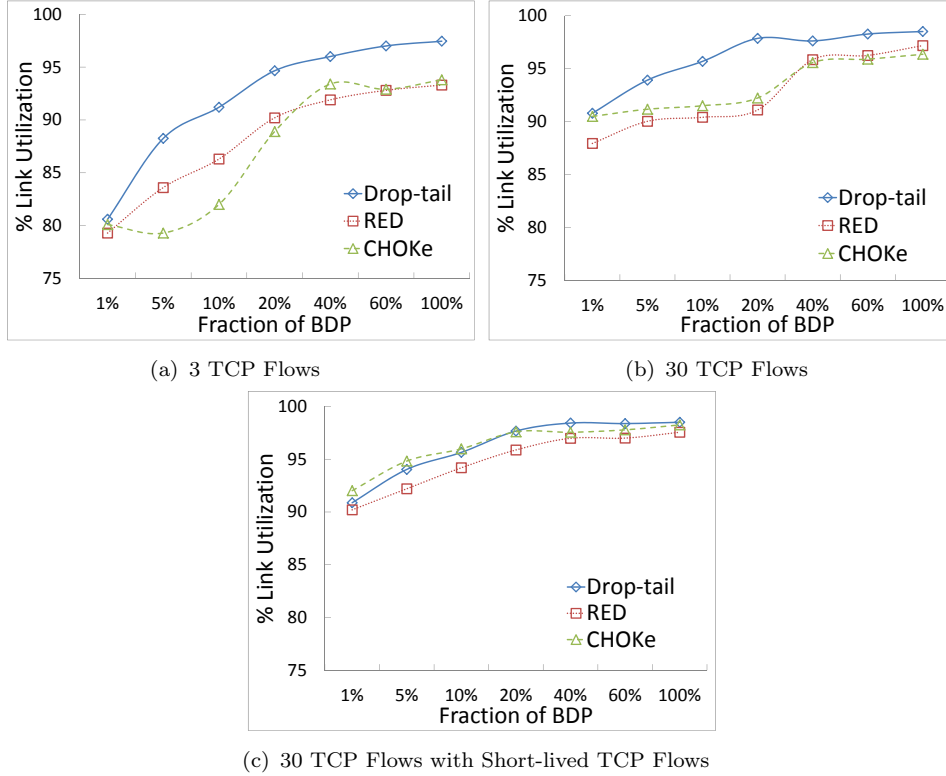 100
95
90
85
80
75
% Link Utilization
Drop-tail
RED
CHOKe
1% 5% 10% 20% 40% 60% 100%
Fraction of BDP
(a) 3 TCP Flows
100
95
90
85
80
75
% Link Utilization
Drop-tail
RED
CHOKe
1% 5% 10% 20% 40% 60% 100%
Fraction of BDP
(b) 30 TCP Flows
100
95
90
85
80
75
% Link Utilization
Drop-tail
RED
CHOKe
1% 5% 10% 20% 40% 60% 100%
Fraction of BDP
(c) 30 TCP Flows with Short-lived TCP Flows